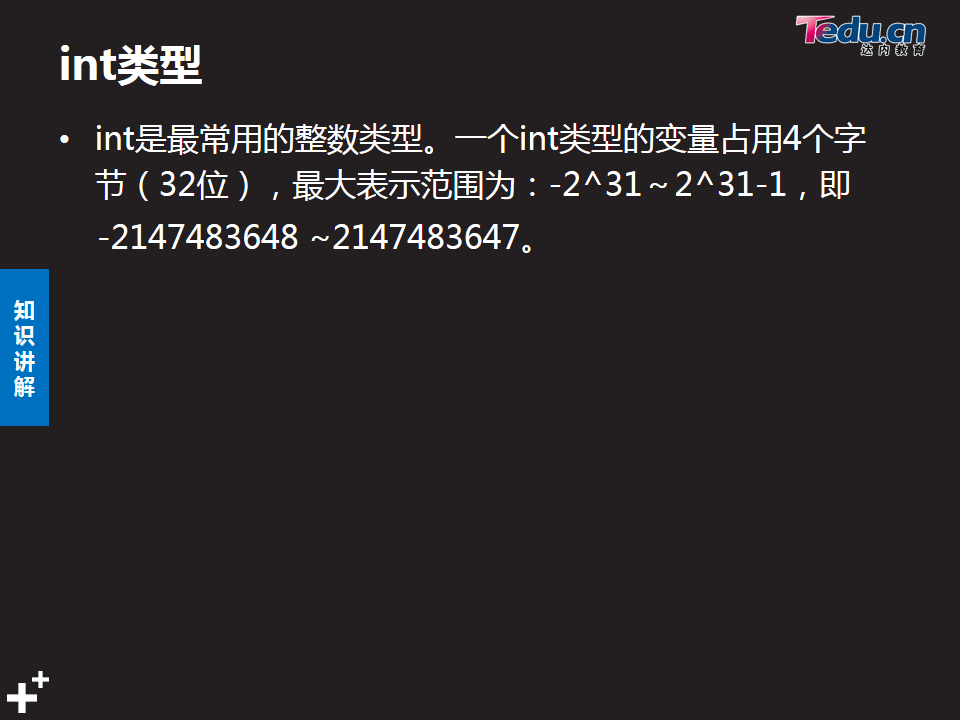 Tedu.cn
达内教育
int类型
• int是最常用的整数类型。一个int类型的变量占用4个字
节（32位），最大表示范围为：-2^31～2^31-1，即
-2147483648 ~2147483647。
知识讲解